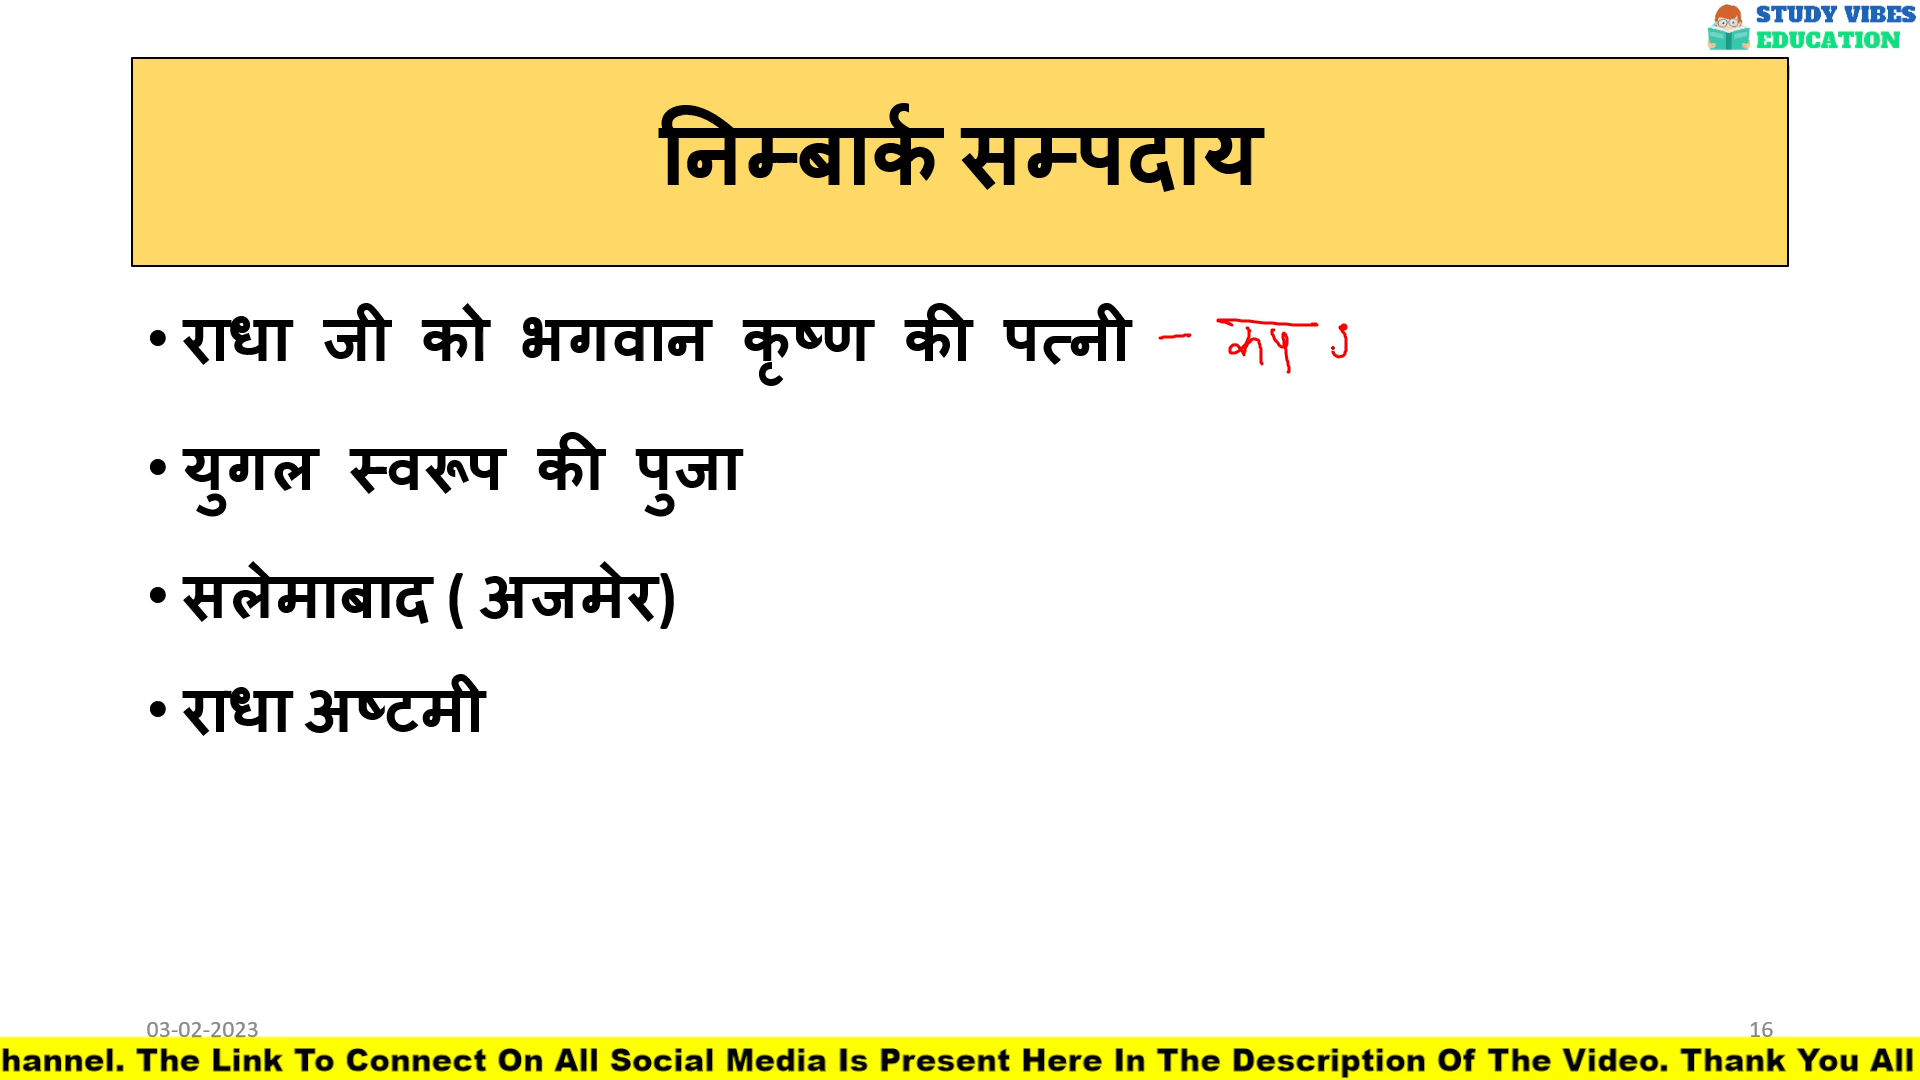 STUDY VIBES
EDUCATION
निम्बार्क सम्पदाय
• राधा जी को भगवान कृष्ण की पत्नी –
• युगल स्वरूप की पुजा
• सलेमाबाद ( अजमेर)
• राधा अष्टमी
03-02-2023
16
hannel. The Link To Connect On All Social Media Is Present Here In The Description Of The Video. Thank You All